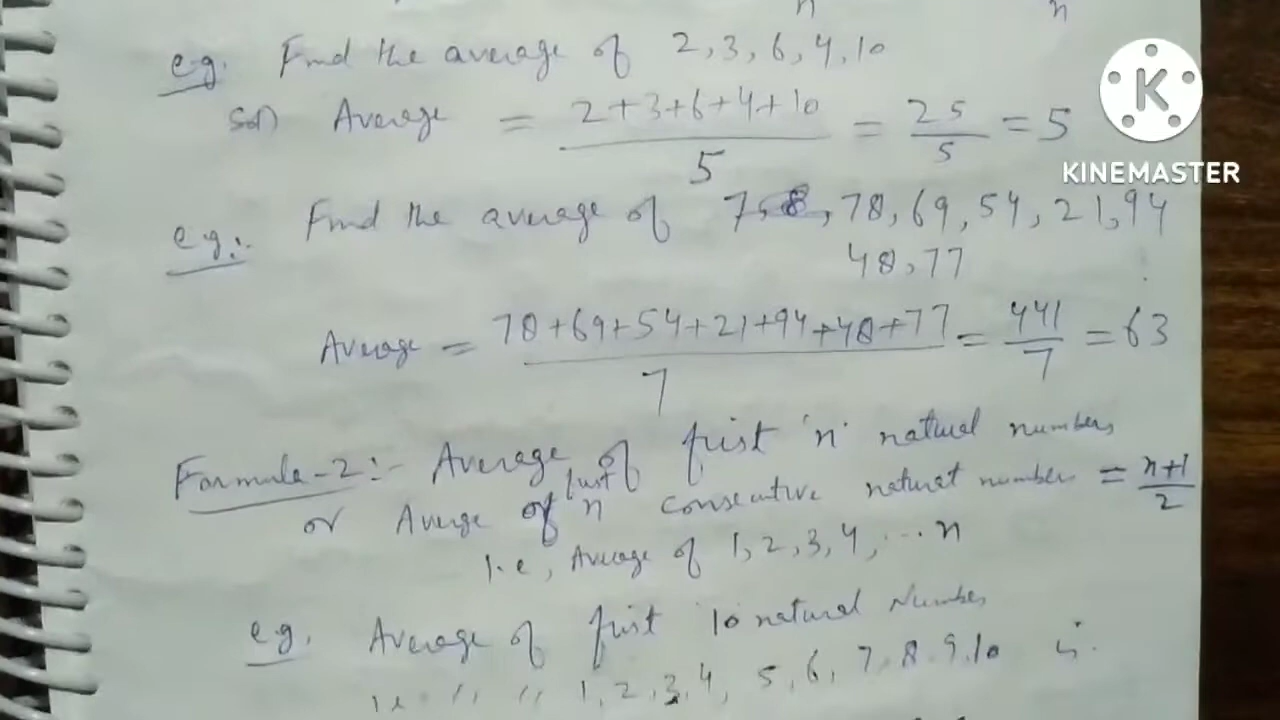 n n
e.g. Find the average of 2, 3, 6, 4, 10
Soln Average = 2+3+6+4+10 / 5 = 25 / 5 = 5
K
KINEMASTER
e.g:. Find the average of 78, 69, 54, 21, 94
48, 77
Average = 78+69+54+21+94+48+77 / 7 = 441 / 7 = 63
Formula-2:- Average of first 'n' natural numbers
or Average of first n consecutive natural numbers = n+1 / 2
i.e, Average of 1, 2, 3, 4, ... n
e.g. Average of first 10 natural Number
i.e " " " 1, 2, 3, 4, 5, 6, 7, 8, 9, 10 is.